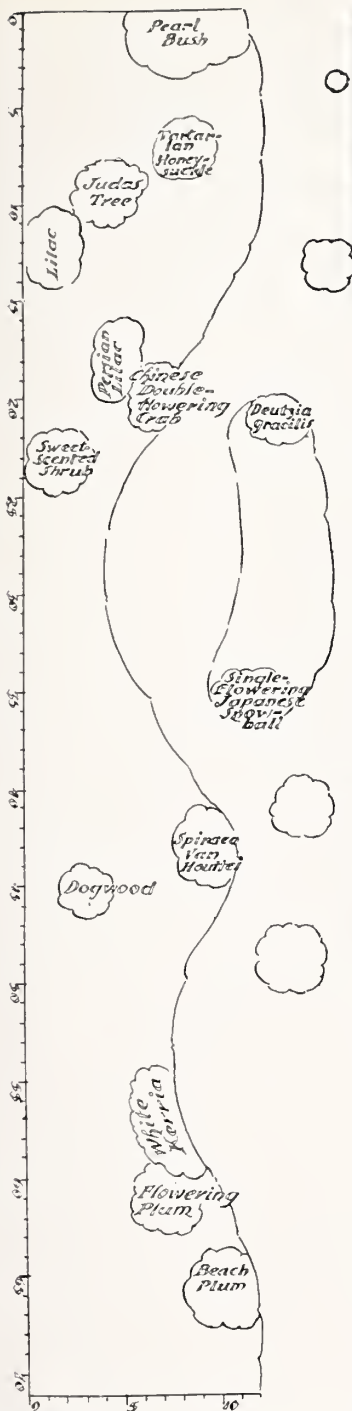 0
Pearl
Bush
5
Tartar-
ian
Honey-
suckle
Judas
Tree
10
Lilac
15
Persian
Lilac
Chinese
Double-
flowering
Crab
20
Deutzia
gracilis
Sweet-
scented
Shrub
25
30
Single-
Flowering
Japanese
Snow-
ball
35
40
Spiraea
Van
Houttei
Dogwood
45
50
55
White
Kerria
60
Flowering
Plum
Beach
Plum
65
70
0
5
10